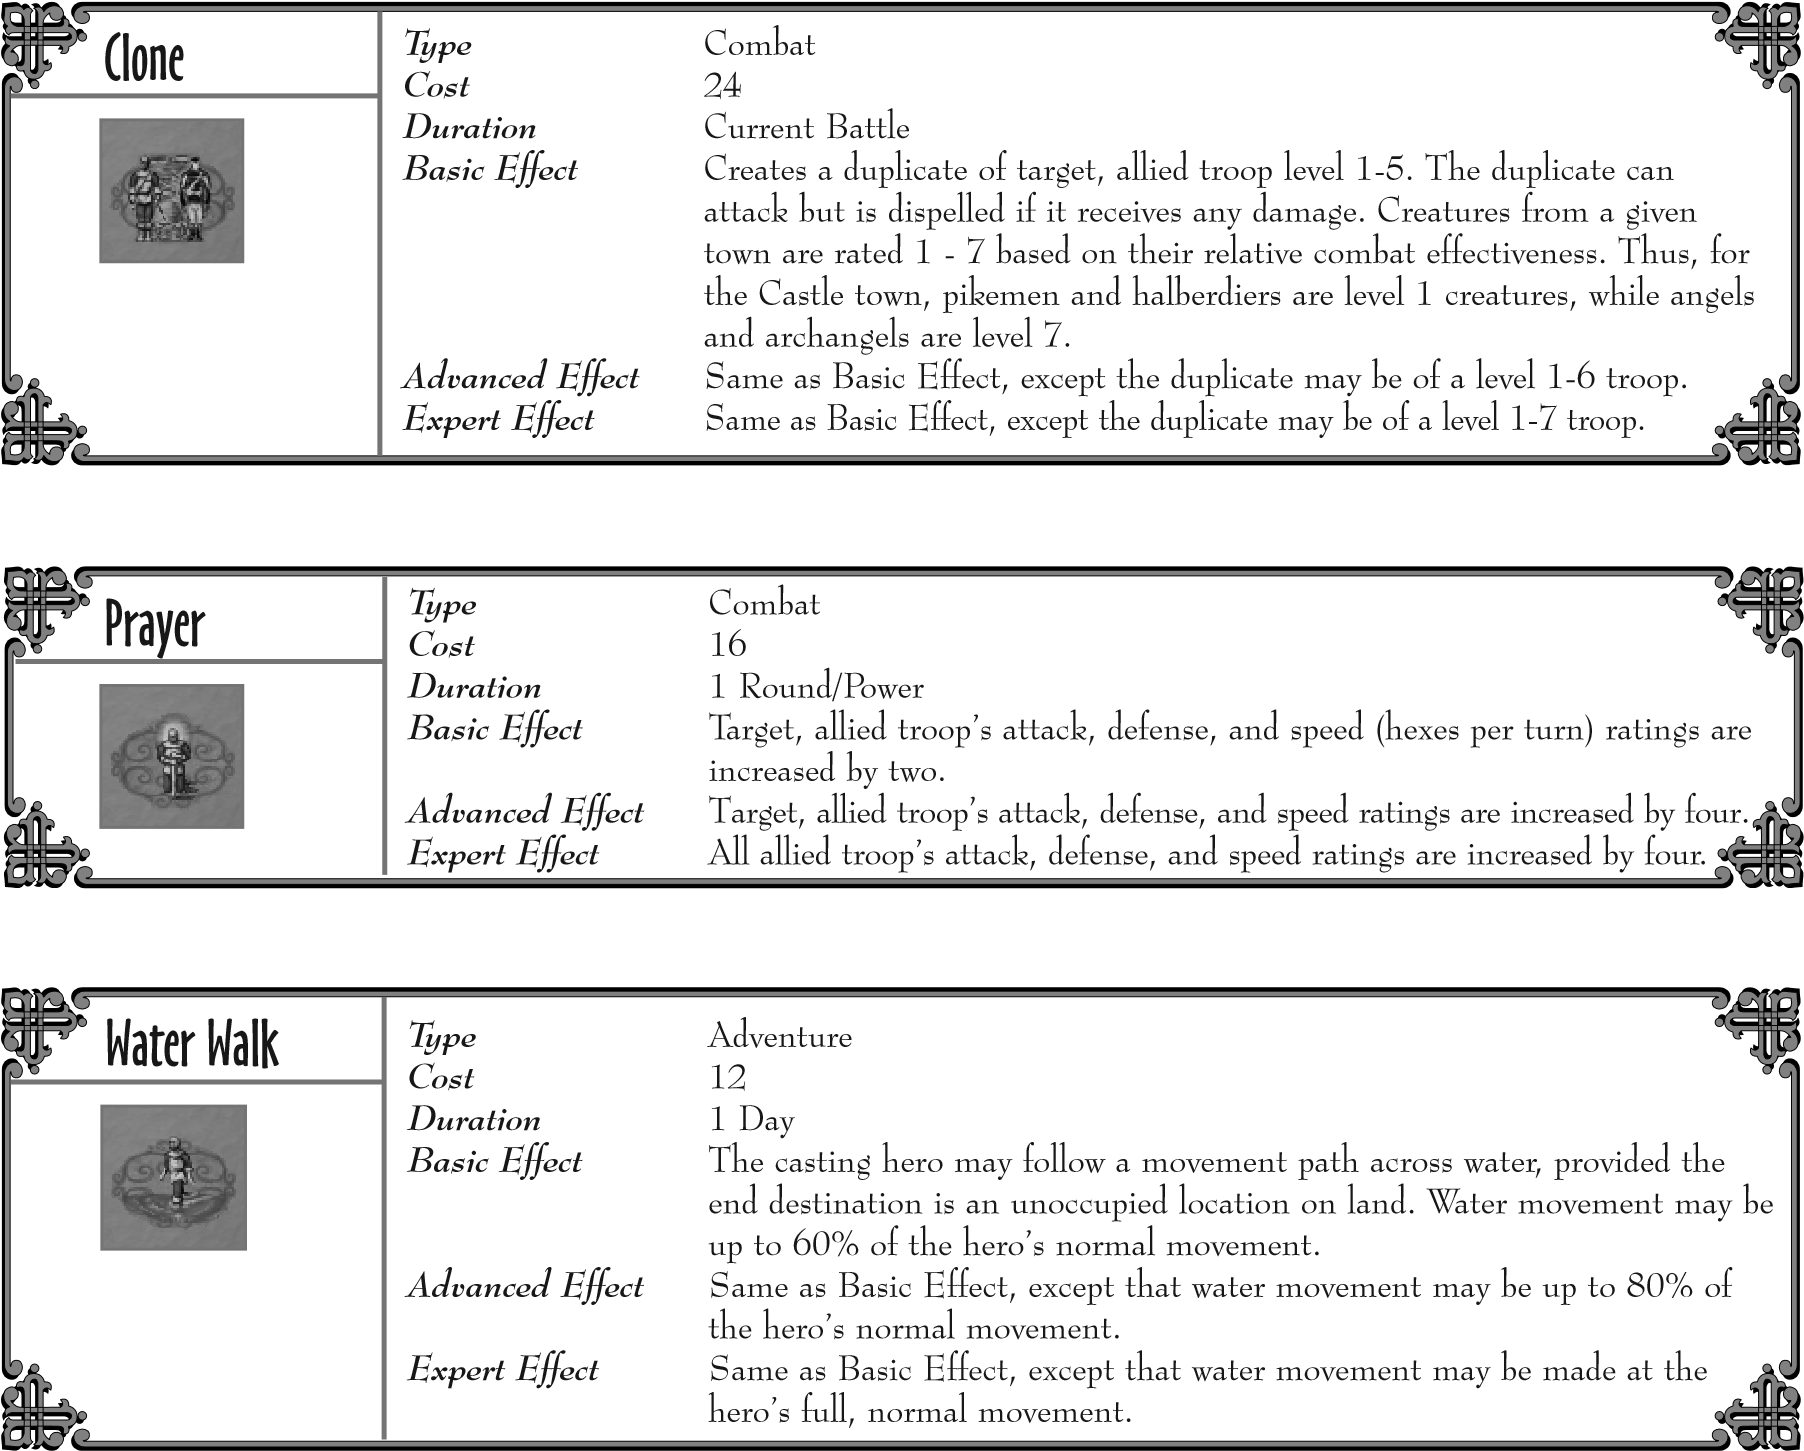 Clone
Type Combat
Cost 24
Duration Current Battle
Basic Effect Creates a duplicate of target, allied troop level 1-5. The duplicate can
attack but is dispelled if it receives any damage. Creatures from a given
town are rated 1 - 7 based on their relative combat effectiveness. Thus, for
the Castle town, pikemen and halberdiers are level 1 creatures, while angels
and archangels are level 7.
Advanced Effect Same as Basic Effect, except the duplicate may be of a level 1-6 troop.
Expert Effect Same as Basic Effect, except the duplicate may be of a level 1-7 troop.
Prayer
Type Combat
Cost 16
Duration 1 Round/Power
Basic Effect Target, allied troop's attack, defense, and speed (hexes per turn) ratings are
increased by two.
Advanced Effect Target, allied troop's attack, defense, and speed ratings are increased by four.
Expert Effect All allied troop's attack, defense, and speed ratings are increased by four.
Water Walk
Type Adventure
Cost 12
Duration 1 Day
Basic Effect The casting hero may follow a movement path across water, provided the
end destination is an unoccupied location on land. Water movement may be
up to 60% of the hero's normal movement.
Advanced Effect Same as Basic Effect, except that water movement may be up to 80% of
the hero's normal movement.
Expert Effect Same as Basic Effect, except that water movement may be made at the
hero's full, normal movement.